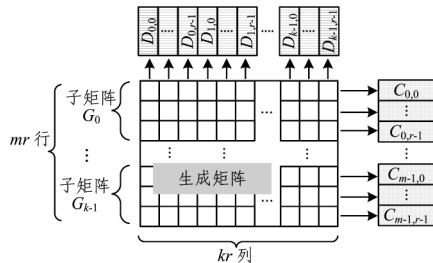 D0,0 ···· D0,r-1 D1,0 ···· D1,r-1 ···· Dk-1,0 ···· Dk-1,r-1
子矩阵
G0
C0,0
⋮
C0,r-1
mr 行
子矩阵
Gk-1
生成矩阵
Cm-1,0
⋮
Cm-1,r-1
kr 列